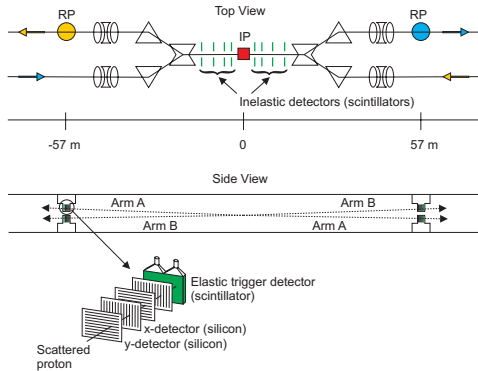 Top View
RP
IP
RP
Inelastic detectors (scintillators)
-57 m
0
57 m
Side View
Arm A
Arm B
Arm B
Arm A
Elastic trigger detector
(scintillator)
x-detector (silicon)
y-detector (silicon)
Scattered
proton